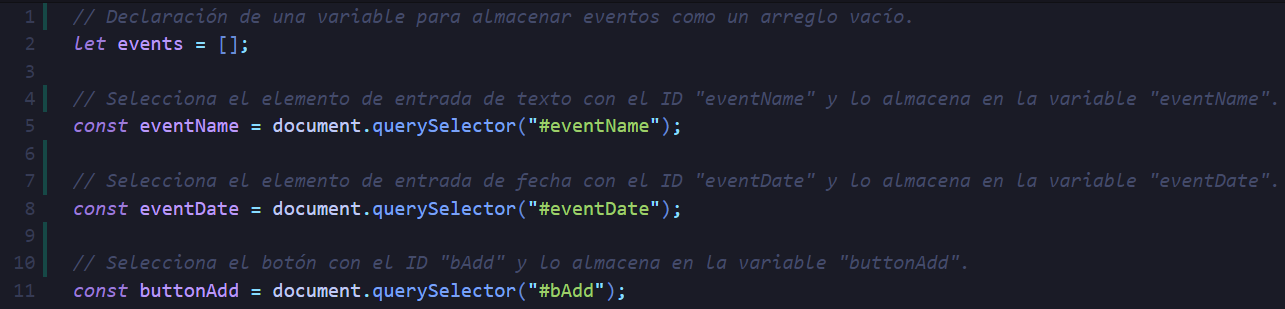 1 // Declaración de una variable para almacenar eventos como un arreglo vacío.
2 let events = [];
3
4 // Selecciona el elemento de entrada de texto con el ID "eventName" y lo almacena en la variable "eventName".
5 const eventName = document.querySelector("#eventName");
6
7 // Selecciona el elemento de entrada de fecha con el ID "eventDate" y lo almacena en la variable "eventDate".
8 const eventDate = document.querySelector("#eventDate");
9
10 // Selecciona el botón con el ID "bAdd" y lo almacena en la variable "buttonAdd".
11 const buttonAdd = document.querySelector("#bAdd");